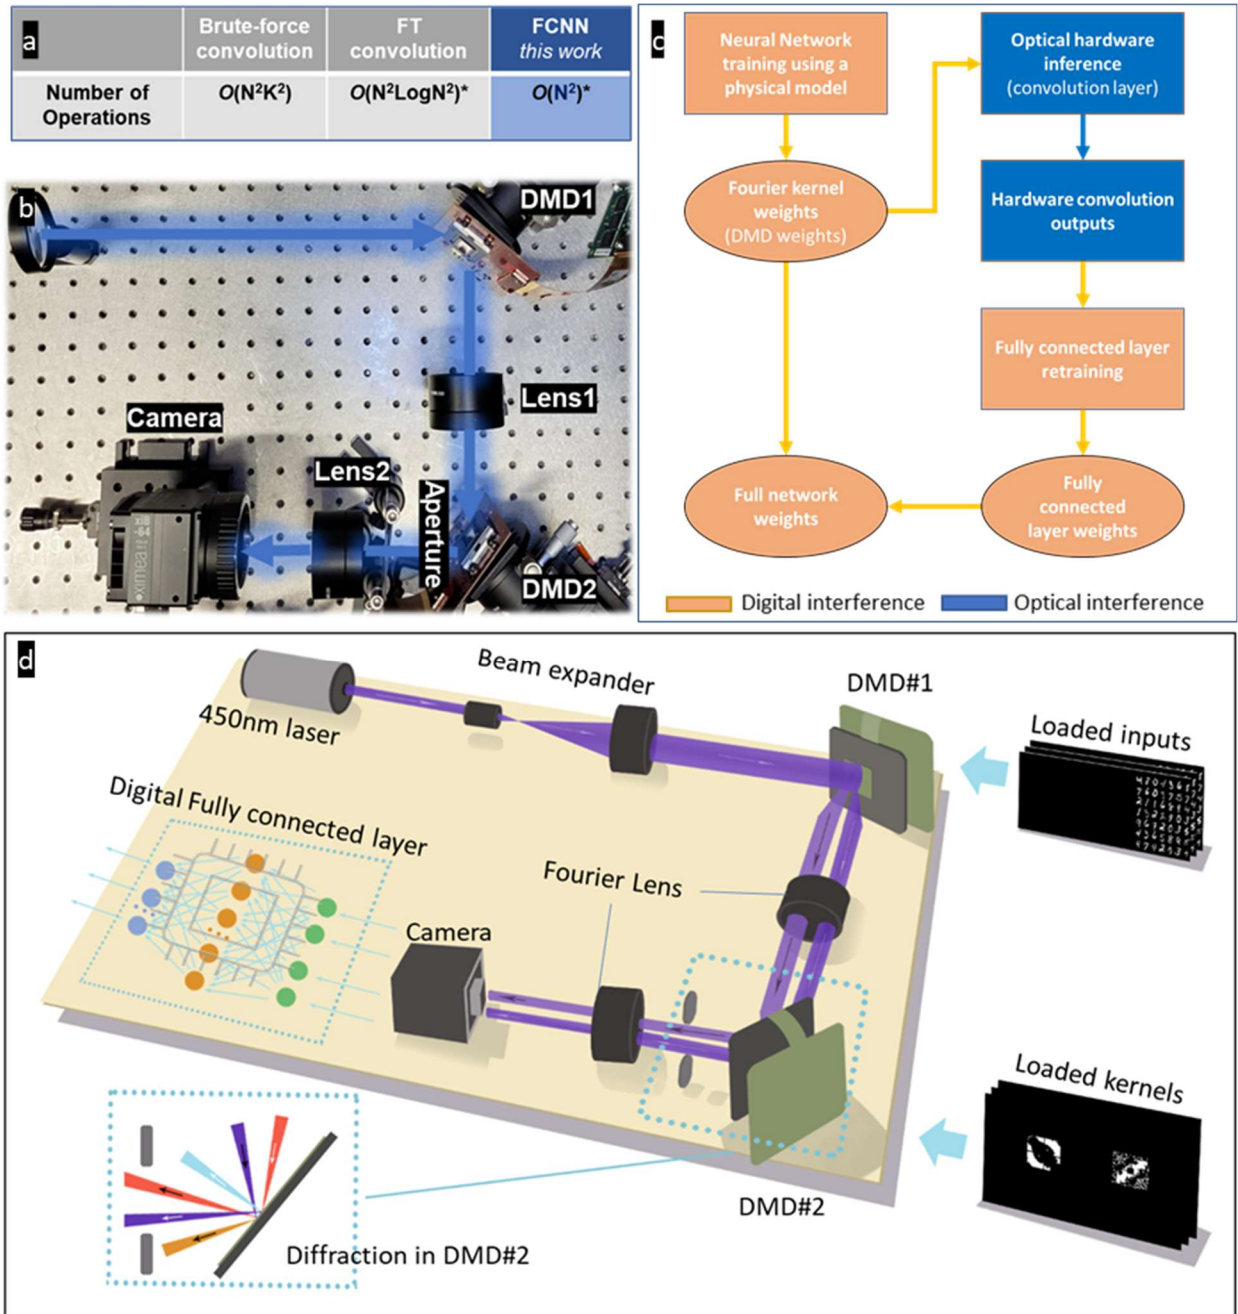 a
Brute-force
convolution
FT
convolution
FCNN
this work
Number of
Operations
O(N²K²)
O(N²LogN²)*
O(N²)*
b
DMD1
Lens1
Camera
Lens2
Aperture
DMD2
ximea
c
Neural Network
training using a
physical model
Optical hardware
inference
(convolution layer)
Fourier kernel
weights
(DMD weights)
Hardware convolution
outputs
Fully connected layer
retraining
Full network
weights
Fully
connected
layer weights
Digital interference
Optical interference
d
450nm laser
Beam expander
DMD#1
Loaded inputs
Digital Fully connected layer
Fourier Lens
Camera
Loaded kernels
DMD#2
Diffraction in DMD#2